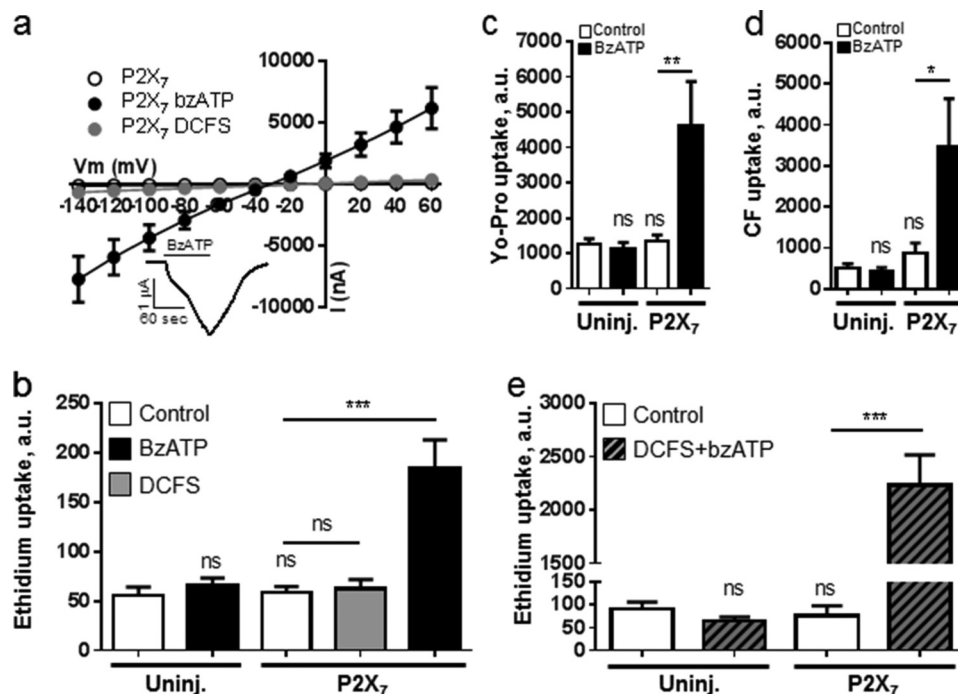 a
P2X7
P2X7 bzATP
P2X7 DCFS
Vm (mV)
10000
5000
-140 -120 -100 -80 -60 -40 -20 20 40 60
-5000
-10000
I (nA)
BzATP
1 µA
60 sec
c
Control
BzATP
Yo-Pro uptake, a.u.
7000
6000
5000
4000
3000
2000
1000
0
ns
ns
**
Uninj. P2X7
d
Control
BzATP
CF uptake, a.u.
6000
5000
4000
3000
2000
1000
0
ns
ns
*
Uninj. P2X7
b
Control
BzATP
DCFS
Ethidium uptake, a.u.
250
200
150
100
50
0
ns
ns
ns
***
Uninj. P2X7
e
Control
DCFS+bzATP
Ethidium uptake, a.u.
3000
2500
2000
1500
150
100
50
0
ns
ns
***
Uninj. P2X7